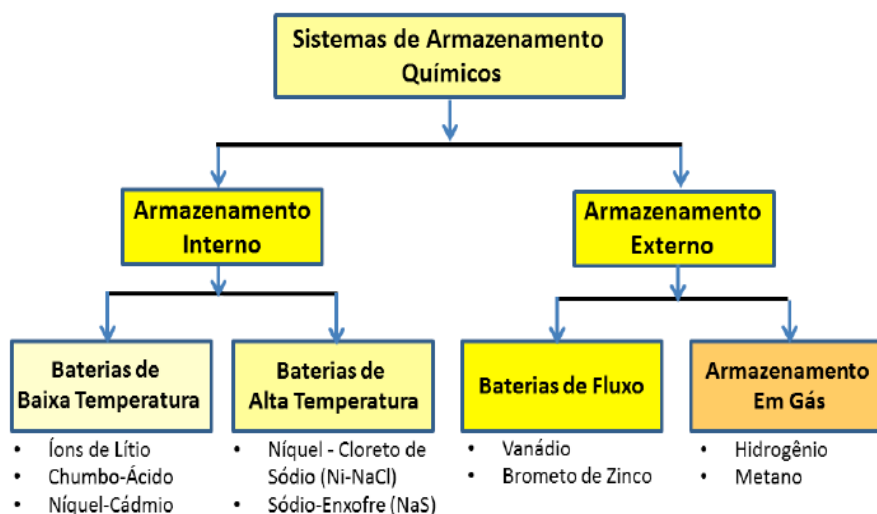 Sistemas de Armazenamento
Químicos
Armazenamento
Interno
Armazenamento
Externo
Baterias de
Baixa Temperatura
Baterias de
Alta Temperatura
Baterias de Fluxo
Armazenamento
Em Gás
• Íons de Lítio
• Chumbo-Ácido
• Níquel-Cádmio
• Níquel - Cloreto de
Sódio (Ni-NaCl)
• Sódio-Enxofre (NaS)
• Vanádio
• Brometo de Zinco
• Hidrogênio
• Metano